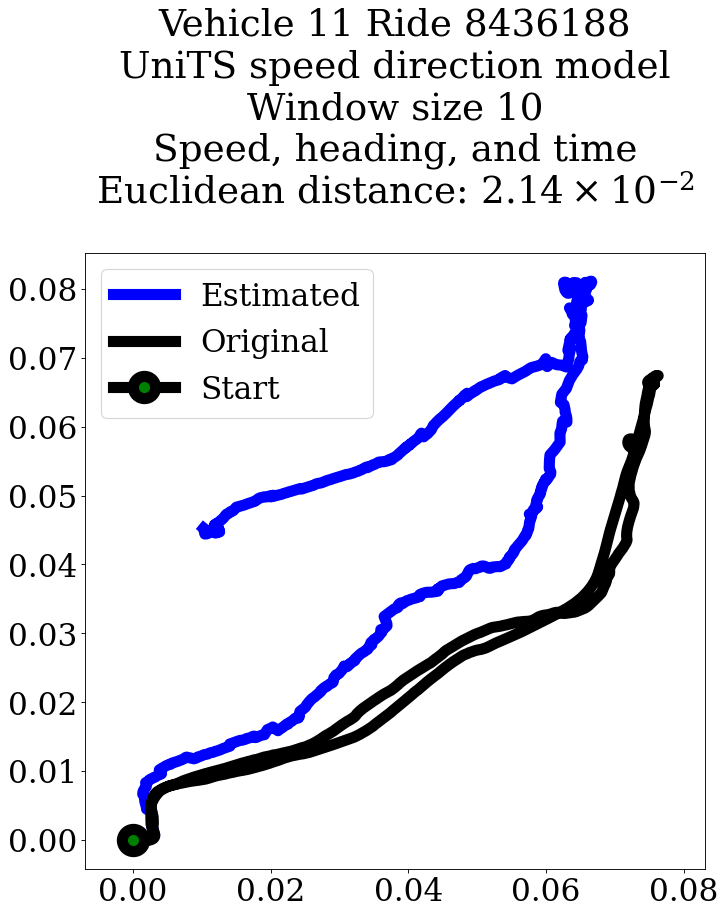 Vehicle 11 Ride 8436188
UniTS speed direction model
Window size 10
Speed, heading, and time
Euclidean distance: $2.14 \times 10^{-2}$
Estimated
Original
Start
0.08
0.07
0.06
0.05
0.04
0.03
0.02
0.01
0.00
0.00 0.02 0.04 0.06 0.08